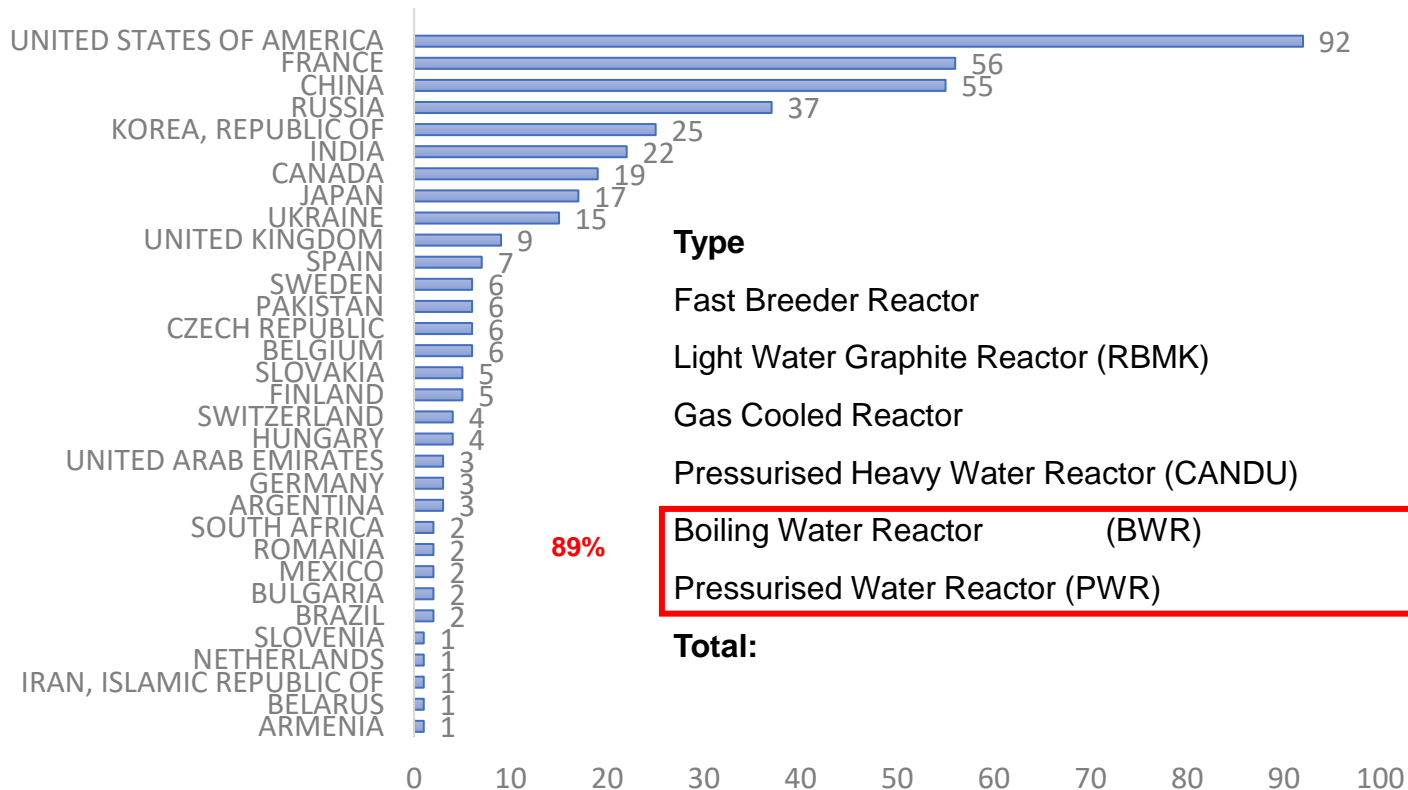 UNITED STATES OF AMERICA 92
FRANCE 56
CHINA 55
RUSSIA 37
KOREA, REPUBLIC OF 25
INDIA 22
CANADA 19
JAPAN 17
UKRAINE 15
UNITED KINGDOM 9
SPAIN 7
SWEDEN 6
PAKISTAN 6
CZECH REPUBLIC 6
BELGIUM 6
SLOVAKIA 5
FINLAND 5
SWITZERLAND 4
HUNGARY 4
UNITED ARAB EMIRATES 3
GERMANY 3
ARGENTINA 3
SOUTH AFRICA 2
ROMANIA 2
MEXICO 2
BULGARIA 2
BRAZIL 2
SLOVENIA 1
NETHERLANDS 1
IRAN, ISLAMIC REPUBLIC OF 1
BELARUS 1
ARMENIA 1
0 10 20 30 40 50 60 70 80 90 100
Type
Fast Breeder Reactor
Light Water Graphite Reactor (RBMK)
Gas Cooled Reactor
Pressurised Heavy Water Reactor (CANDU)
89%
Boiling Water Reactor (BWR)
Pressurised Water Reactor (PWR)
Total: